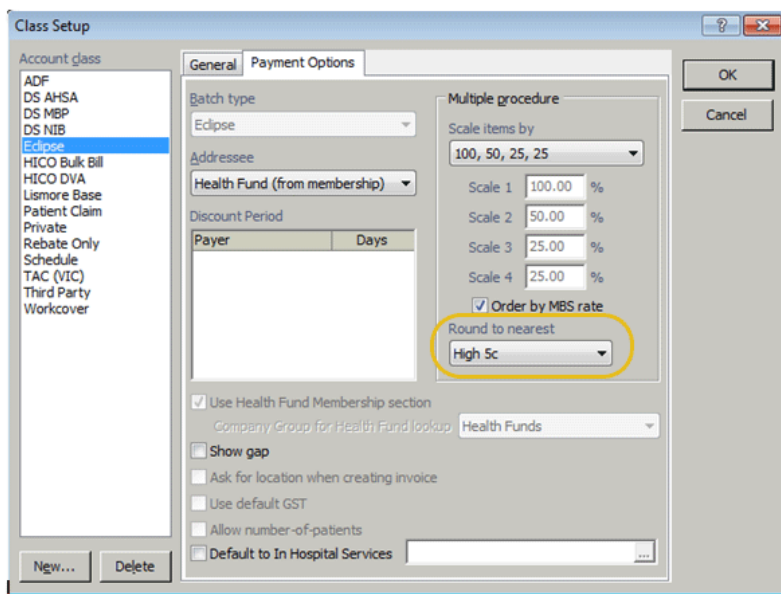 Class Setup
Account class
ADF
DS AHSA
DS MBP
DS NIB
Eclipse
HICO Bulk Bill
HICO DVA
Lismore Base
Patient Claim
Private
Rebate Only
Schedule
TAC (VIC)
Third Party
Workcover
New...
Delete
General
Payment Options
Batch type
Eclipse
Addressee
Health Fund (from membership)
Discount Period
Payer
Days
Multiple procedure
Scale items by
100, 50, 25, 25
Scale 1 100.00 %
Scale 2 50.00 %
Scale 3 25.00 %
Scale 4 25.00 %
Order by MBS rate
Round to nearest
High 5c
Use Health Fund Membership section
Company Group for Health Fund lookup Health Funds
Show gap
Ask for location when creating invoice
Use default GST
Allow number-of-patients
Default to In Hospital Services
...
OK
Cancel